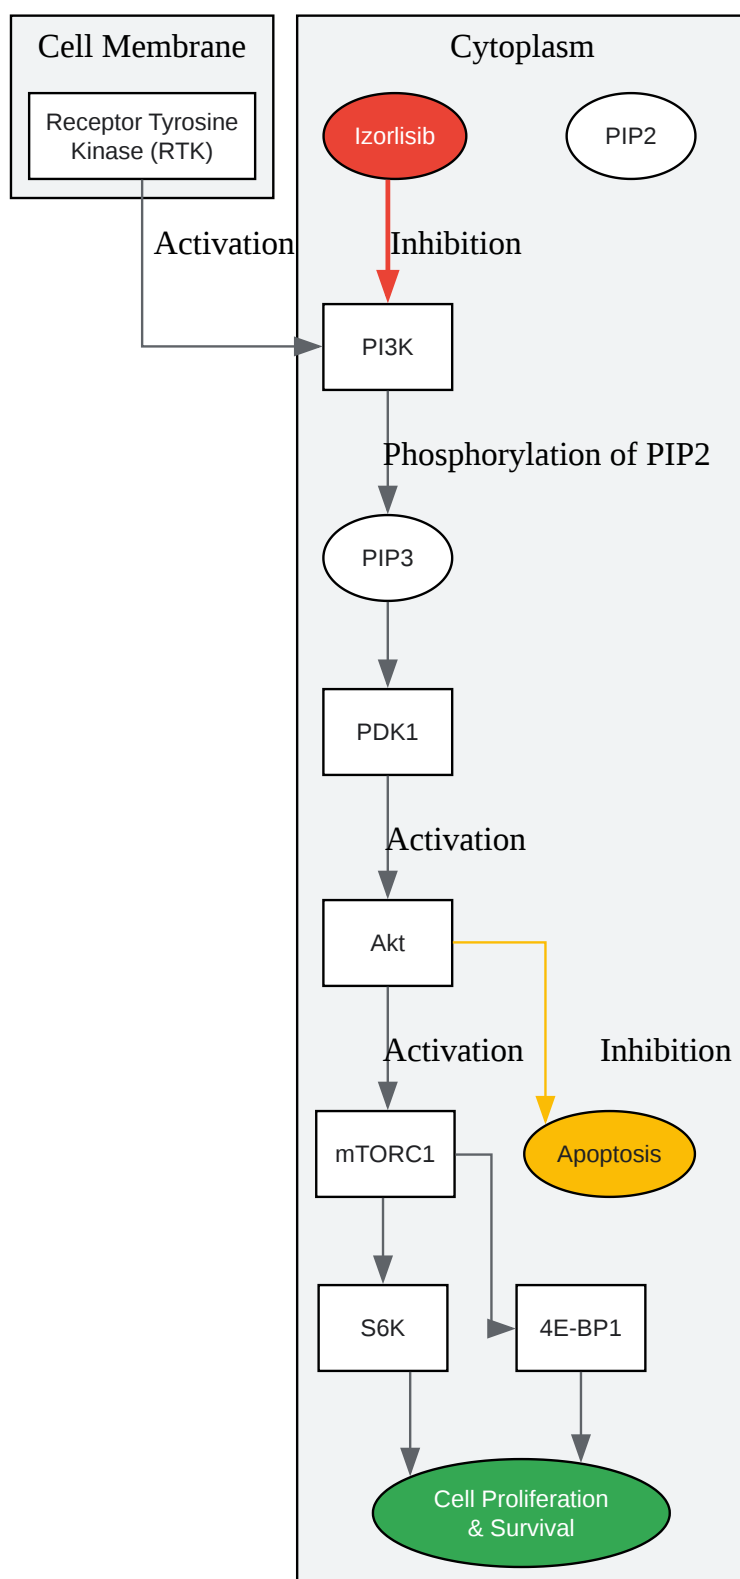 Cell Membrane
Cytoplasm
Receptor Tyrosine
Kinase (RTK)
Izorlisib
PIP2
Activation
Inhibition
PI3K
Phosphorylation of PIP2
PIP3
PDK1
Activation
Akt
Activation
Inhibition
mTORC1
Apoptosis
S6K
4E-BP1
Cell Proliferation
& Survival